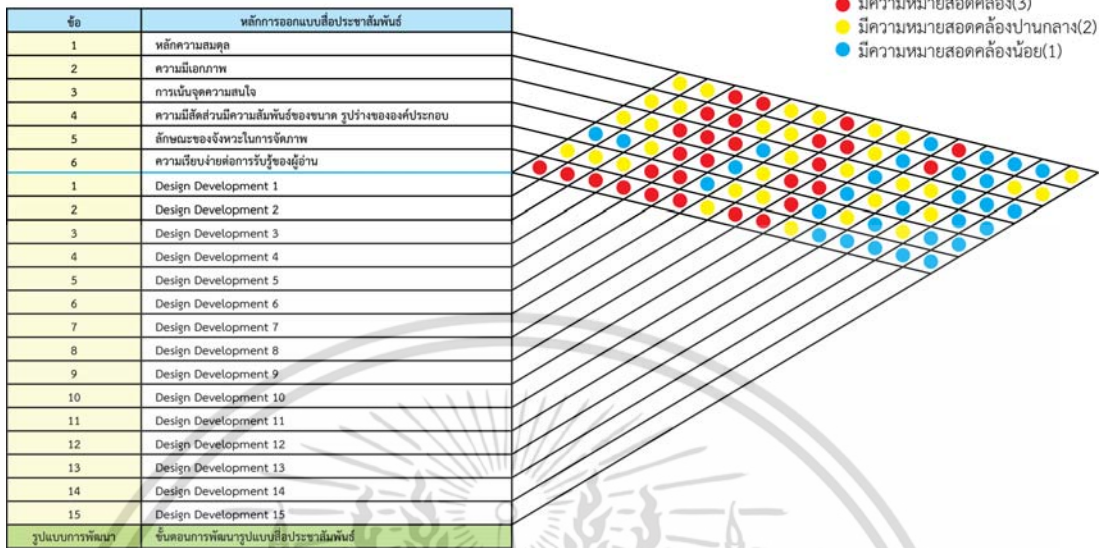 มีความหมายสอดคล้อง(3)
มีความหมายสอดคล้องปานกลาง(2)
มีความหมายสอดคล้องน้อย(1)
ข้อ หลักการออกแบบสื่อประชาสัมพันธ์
1 หลักความสมดุล
2 ความมีเอกภาพ
3 การเน้นจุดความสนใจ
4 ความมีสัดส่วนมีความสัมพันธ์ของขนาด รูปร่างขององค์ประกอบ
5 ลักษณะของจังหวะในการจัดภาพ
6 ความเรียบง่ายต่อการรับรู้ของผู้อ่าน
1 Design Development 1
2 Design Development 2
3 Design Development 3
4 Design Development 4
5 Design Development 5
6 Design Development 6
7 Design Development 7
8 Design Development 8
9 Design Development 9
10 Design Development 10
11 Design Development 11
12 Design Development 12
13 Design Development 13
14 Design Development 14
15 Design Development 15
รูปแบบการพัฒนา ขั้นตอนการพัฒนารูปแบบสื่อประชาสัมพันธ์